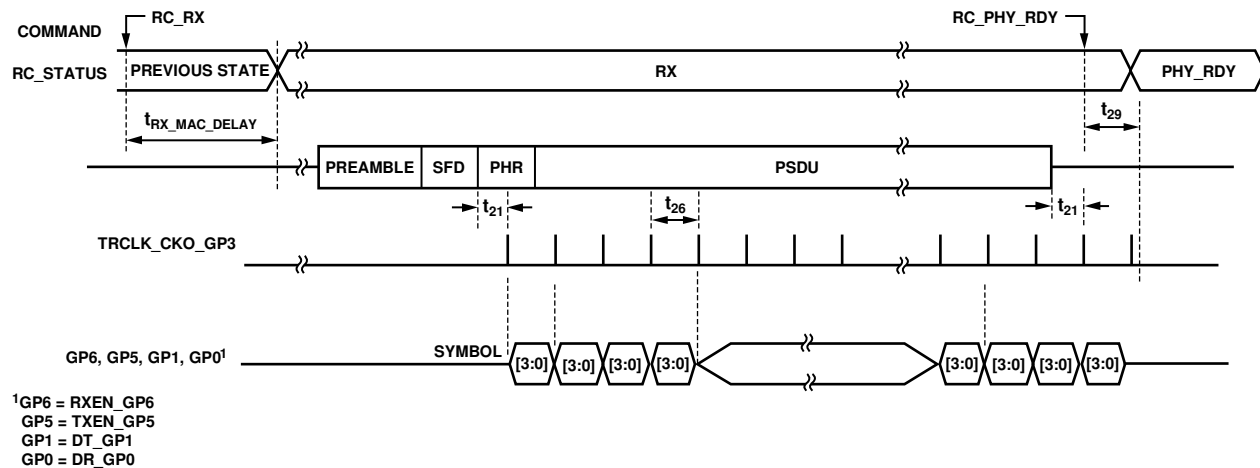 COMMAND
RC_RX
RC_PHY_RDY
RC_STATUS
PREVIOUS STATE
RX
PHY_RDY
tRX_MAC_DELAY
t29
PREAMBLE
SFD
PHR
PSDU
t21
t26
t21
TRCLK_CKO_GP3
GP6, GP5, GP1, GP0¹
SYMBOL
[3:0]
[3:0]
[3:0]
[3:0]
[3:0]
[3:0]
[3:0]
[3:0]
¹GP6 = RXEN_GP6
GP5 = TXEN_GP5
GP1 = DT_GP1
GP0 = DR_GP0